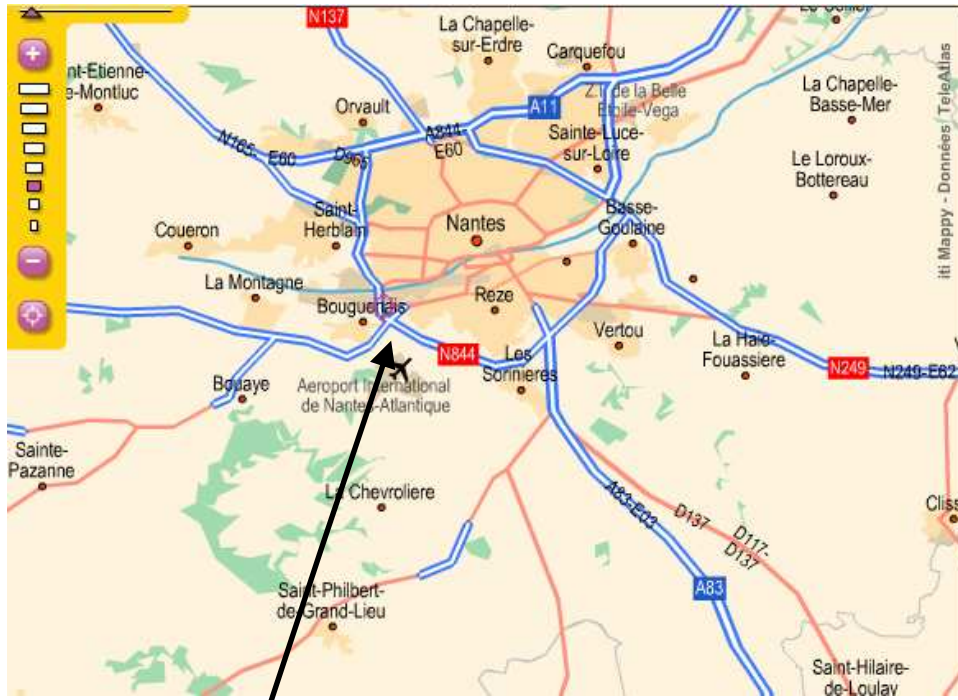 N137
La Chapelle-
sur-Erdre
Carquefou
Z.I. de la Belle
Etoile-Vega
La Chapelle-
Basse-Mer
nt-Etienne-
e-Montluc
Orvault
A11
A844
E60
Sainte-Luce-
sur-Loire
N165-
E60
D965
Le Loroux-
Bottereau
Saint-
Herblain
Nantes
Basse-
Goulaine
Coueron
La Montagne
Bouguenais
Reze
Vertou
La Haie-
Fouassiere
N844
Les
Sorinieres
N249
N249-E62
Bouaye
Aeroport International
de Nantes-Atlantique
Sainte-
Pazanne
La Chevroliere
A83-E03
D137
D117-
D137
Cliss
A83
Saint-Philbert-
de-Grand-Lieu
Saint-Hilaire-
de-Loulay
iti Mappy - Données TeleAtlas